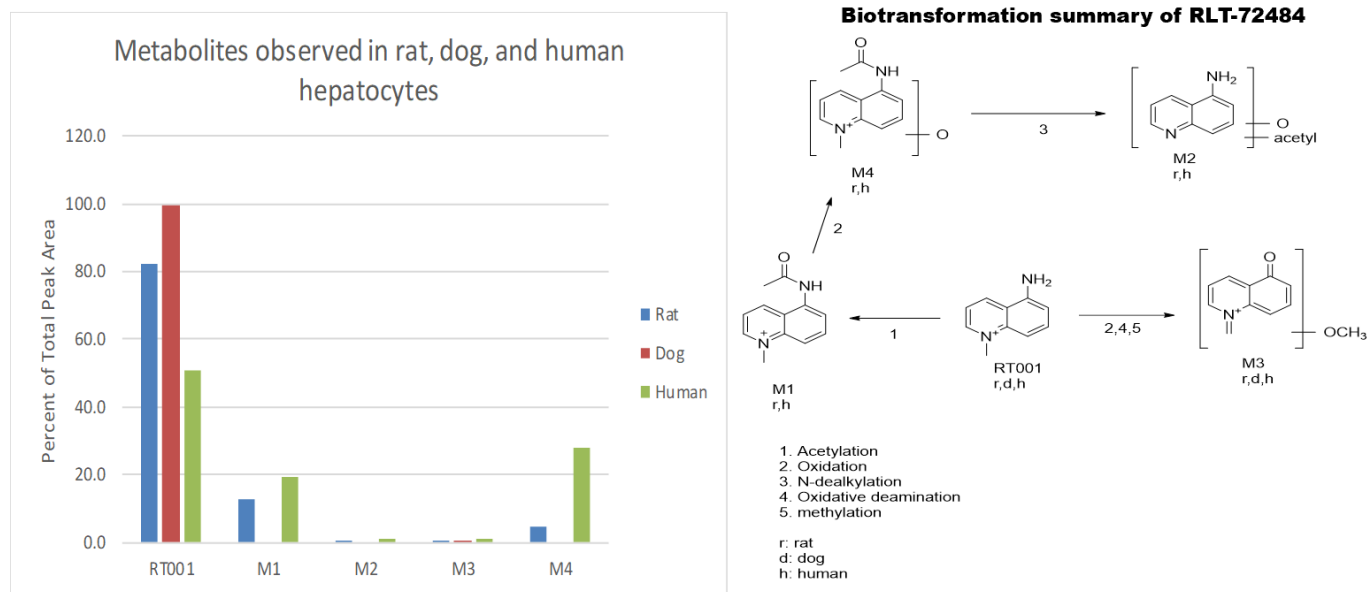 Metabolites observed in rat, dog, and human
hepatocytes
Percent of Total Peak Area
120.0
100.0
80.0
60.0
40.0
20.0
0.0
RT001
M1
M2
M3
M4
Rat
Dog
Human
Biotransformation summary of RLT-72484
O
NH
N+
O
M4
r,h
3
NH2
N
O
acetyl
M2
r,h
2
O
NH
N+
M1
r,h
1
NH2
N+
RT001
r,d,h
2,4,5
O
N+
OCH3
M3
r,d,h
1. Acetylation
2. Oxidation
3. N-dealkylation
4. Oxidative deamination
5. methylation
r: rat
d: dog
h: human